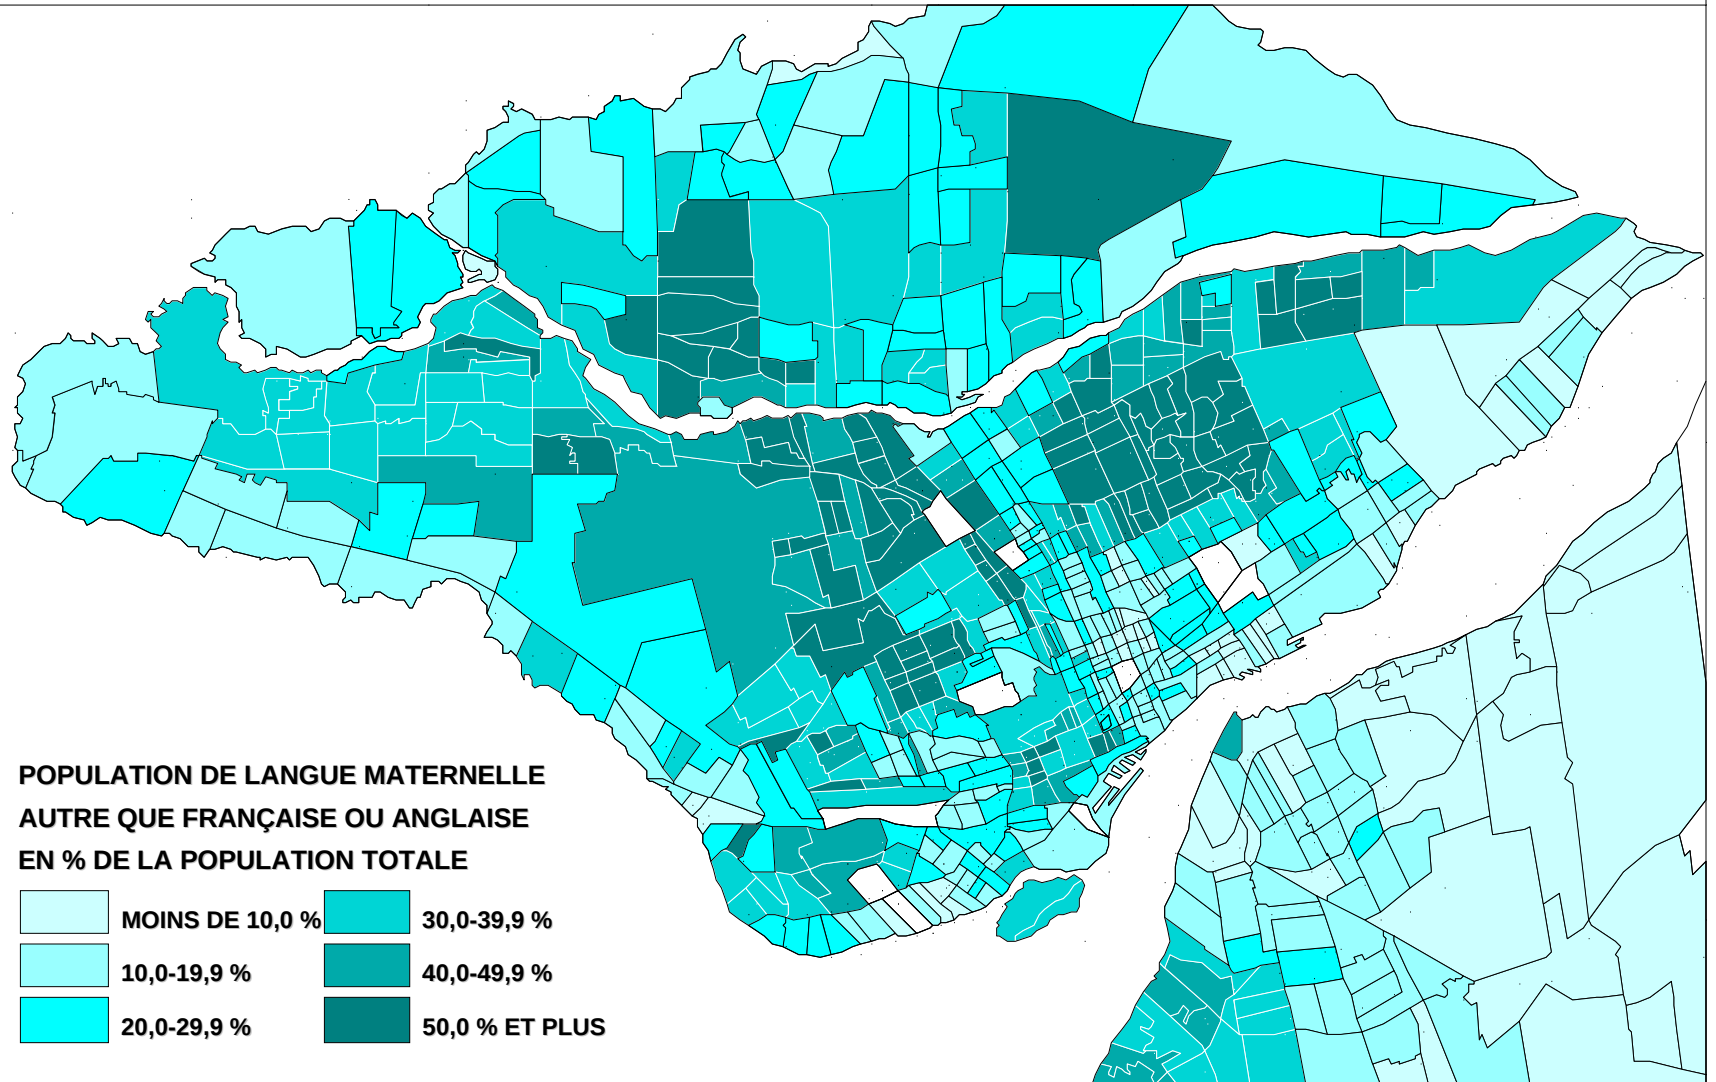 POPULATION DE LANGUE MATERNELLE
AUTRE QUE FRANÇAISE OU ANGLAISE
EN % DE LA POPULATION TOTALE
MOINS DE 10,0 %
30,0-39,9 %
10,0-19,9 %
40,0-49,9 %
20,0-29,9 %
50,0 % ET PLUS